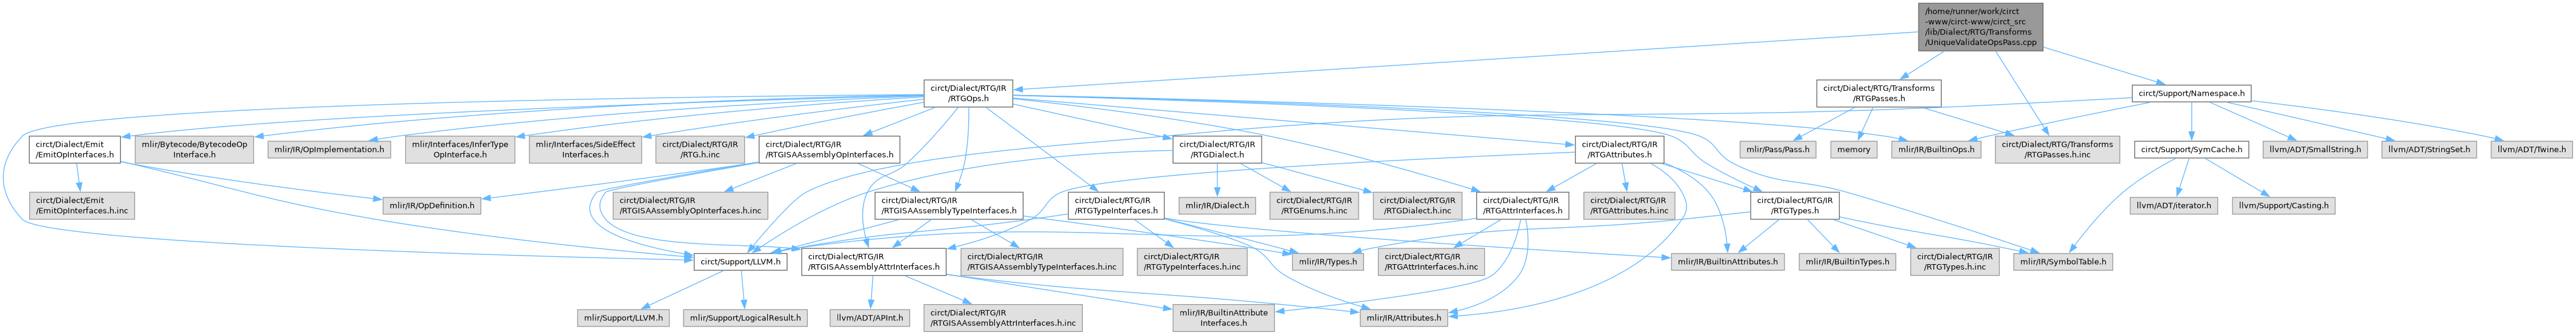 /home/runner/work/circt
-www/circt-www/circt_src
/lib/Dialect/RTG/Transforms
/UniqueValidateOpsPass.cpp
circt/Dialect/RTG/IR
/RTGOps.h
circt/Dialect/RTG/Transforms
/RTGPasses.h
circt/Support/Namespace.h
circt/Dialect/Emit
/EmitOpInterfaces.h
mlir/Bytecode/BytecodeOp
Interface.h
mlir/IR/OpImplementation.h
mlir/Interfaces/InferType
OpInterface.h
mlir/Interfaces/SideEffect
Interfaces.h
circt/Dialect/RTG/IR
/RTG.h.inc
circt/Dialect/RTG/IR
/RTGISAAssemblyOpInterfaces.h
circt/Dialect/RTG/IR
/RTGDialect.h
circt/Dialect/RTG/IR
/RTGAttributes.h
mlir/Pass/Pass.h
memory
mlir/IR/BuiltinOps.h
circt/Dialect/RTG/Transforms
/RTGPasses.h.inc
circt/Support/SymCache.h
llvm/ADT/SmallString.h
llvm/ADT/StringSet.h
llvm/ADT/Twine.h
circt/Dialect/Emit
/EmitOpInterfaces.h.inc
mlir/IR/OpDefinition.h
circt/Dialect/RTG/IR
/RTGISAAssemblyOpInterfaces.h.inc
circt/Dialect/RTG/IR
/RTGISAAssemblyTypeInterfaces.h
circt/Dialect/RTG/IR
/RTGTypeInterfaces.h
mlir/IR/Dialect.h
circt/Dialect/RTG/IR
/RTGEnums.h.inc
circt/Dialect/RTG/IR
/RTGDialect.h.inc
circt/Dialect/RTG/IR
/RTGAttrInterfaces.h
circt/Dialect/RTG/IR
/RTGAttributes.h.inc
circt/Dialect/RTG/IR
/RTGTypes.h
llvm/ADT/iterator.h
llvm/Support/Casting.h
circt/Support/LLVM.h
circt/Dialect/RTG/IR
/RTGISAAssemblyAttrInterfaces.h
circt/Dialect/RTG/IR
/RTGISAAssemblyTypeInterfaces.h.inc
circt/Dialect/RTG/IR
/RTGTypeInterfaces.h.inc
mlir/IR/Types.h
circt/Dialect/RTG/IR
/RTGAttrInterfaces.h.inc
mlir/IR/BuiltinAttributes.h
mlir/IR/BuiltinTypes.h
circt/Dialect/RTG/IR
/RTGTypes.h.inc
mlir/IR/SymbolTable.h
mlir/Support/LLVM.h
mlir/Support/LogicalResult.h
llvm/ADT/APInt.h
circt/Dialect/RTG/IR
/RTGISAAssemblyAttrInterfaces.h.inc
mlir/IR/BuiltinAttribute
Interfaces.h
mlir/IR/Attributes.h